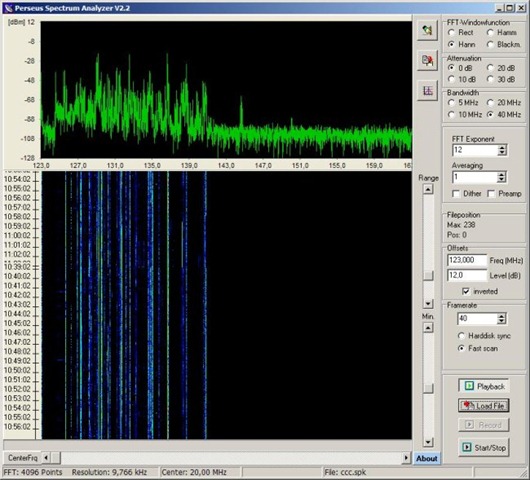 Perseus Spectrum Analyzer V2.2
[dBm] 12
-8
-28
-48
-68
-88
-108
-128
123,0 127,0 131,0 135,0 139,0 143,0 147,0 151,0 155,0 159,0
10:54:02
10:55:02
10:56:02
10:57:02
10:58:02
10:59:02
11:00:02
11:01:02
11:02:02
10:39:02
10:40:02
10:41:02
10:42:02
10:43:02
10:44:02
10:45:02
10:46:02
10:47:02
10:48:02
10:49:02
10:50:02
10:51:02
10:52:02
10:53:02
10:54:02
10:55:02
10:56:02
CenterFrq
Range
Min.
About
FFT-Windowfunction
Rect Hamm
Hann Blackm.
Attenuation
0 dB 20 dB
10 dB 30 dB
Bandwidth
5 MHz 20 MHz
10 MHz 40 MHz
FFT Exponent
12
Averaging
1
Dither Preamp
Fileposition
Max: 238
Pos: 0
Offsets
123,000 Freq (MHz)
12,0 Level (dB)
inverted
Framerate
40
Harddisk sync
Fast scan
Playback
Load File
Record
Start/Stop
FFT: 4096 Points Resolution: 9,766 kHz Center: 20,00 MHz File: ccc.spk